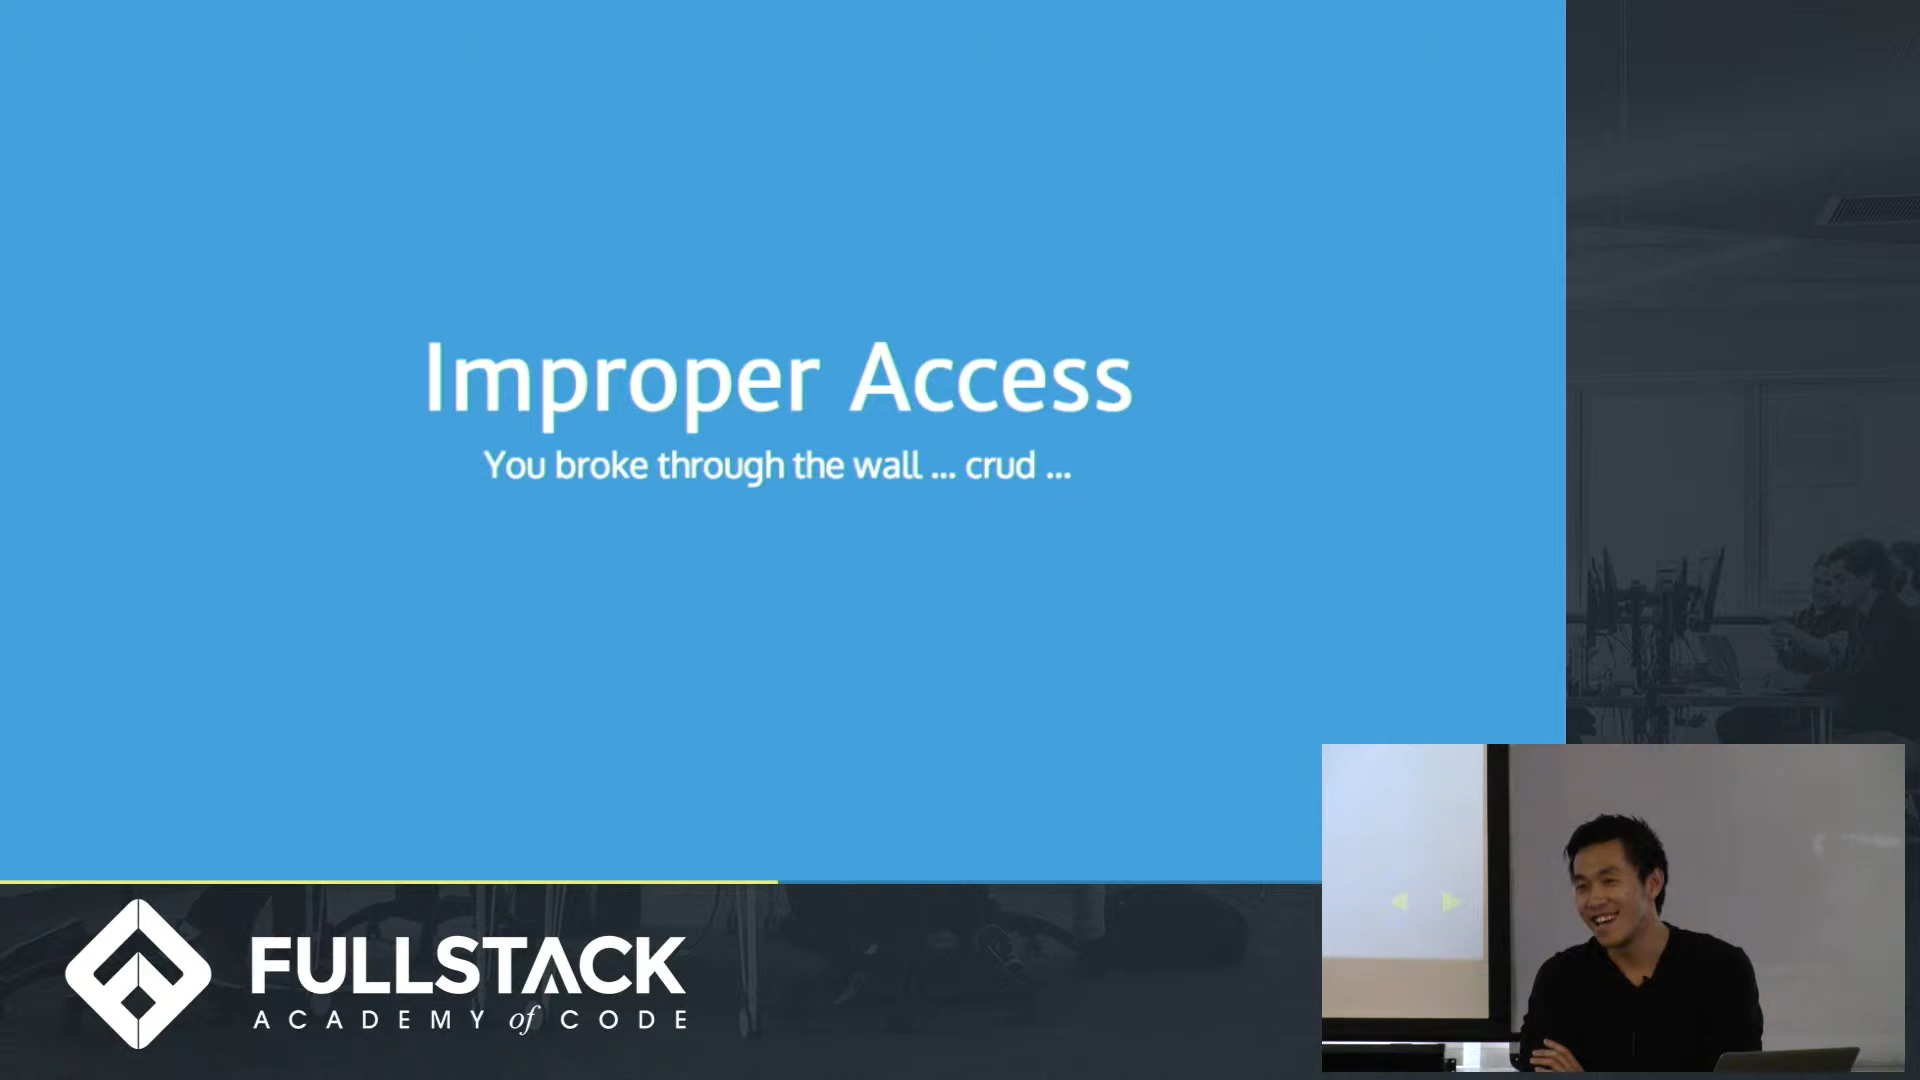 Improper Access
You broke through the wall ... crud ...
FULLSTACK
ACADEMY of CODE